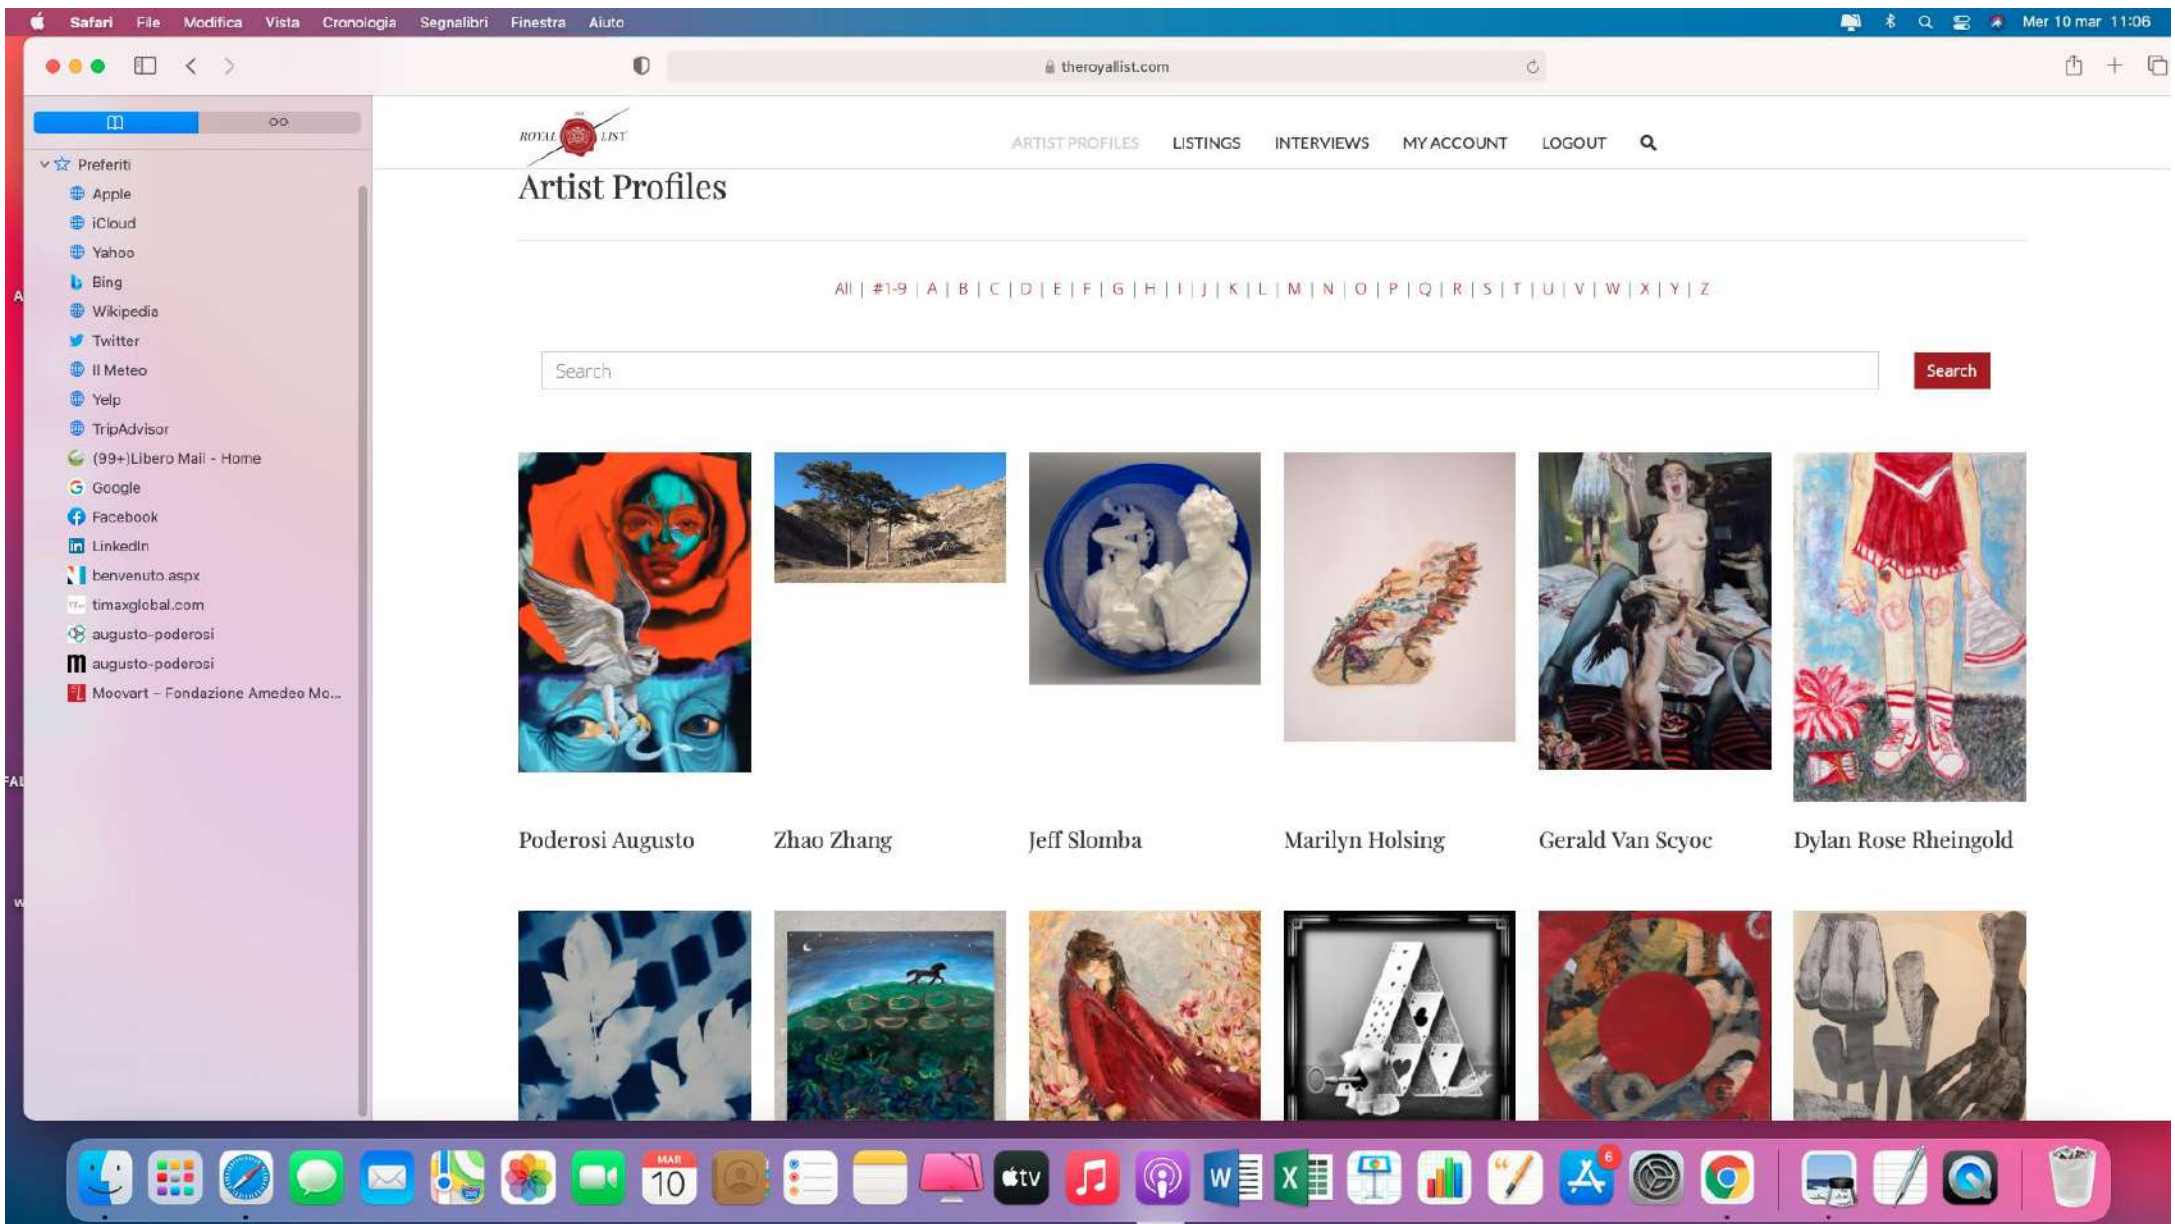 Safari File Modifica Vista Cronologia Segnalibri Finestra Aiuto
Mer 10 mar 11:06
theroyallist.com
THE
ROYAL LIST
ARTIST PROFILES LISTINGS INTERVIEWS MY ACCOUNT LOGOUT
Preferiti
Apple
iCloud
Yahoo
Bing
Wikipedia
Twitter
Il Meteo
Yelp
TripAdvisor
(99+)Libero Mail - Home
Google
Facebook
LinkedIn
benvenuto.aspx
timaxglobal.com
augusto-poderosi
augusto-poderosi
Moovart – Fondazione Amedeo Mo...
Artist Profiles
All | #1-9 | A | B | C | D | E | F | G | H | I | J | K | L | M | N | O | P | Q | R | S | T | U | V | W | X | Y | Z
Search
Search
Poderosi Augusto
Zhao Zhang
Jeff Slomba
Marilyn Holsing
Gerald Van Scyoc
Dylan Rose Rheingold
MAR
10
tv
W
X
6